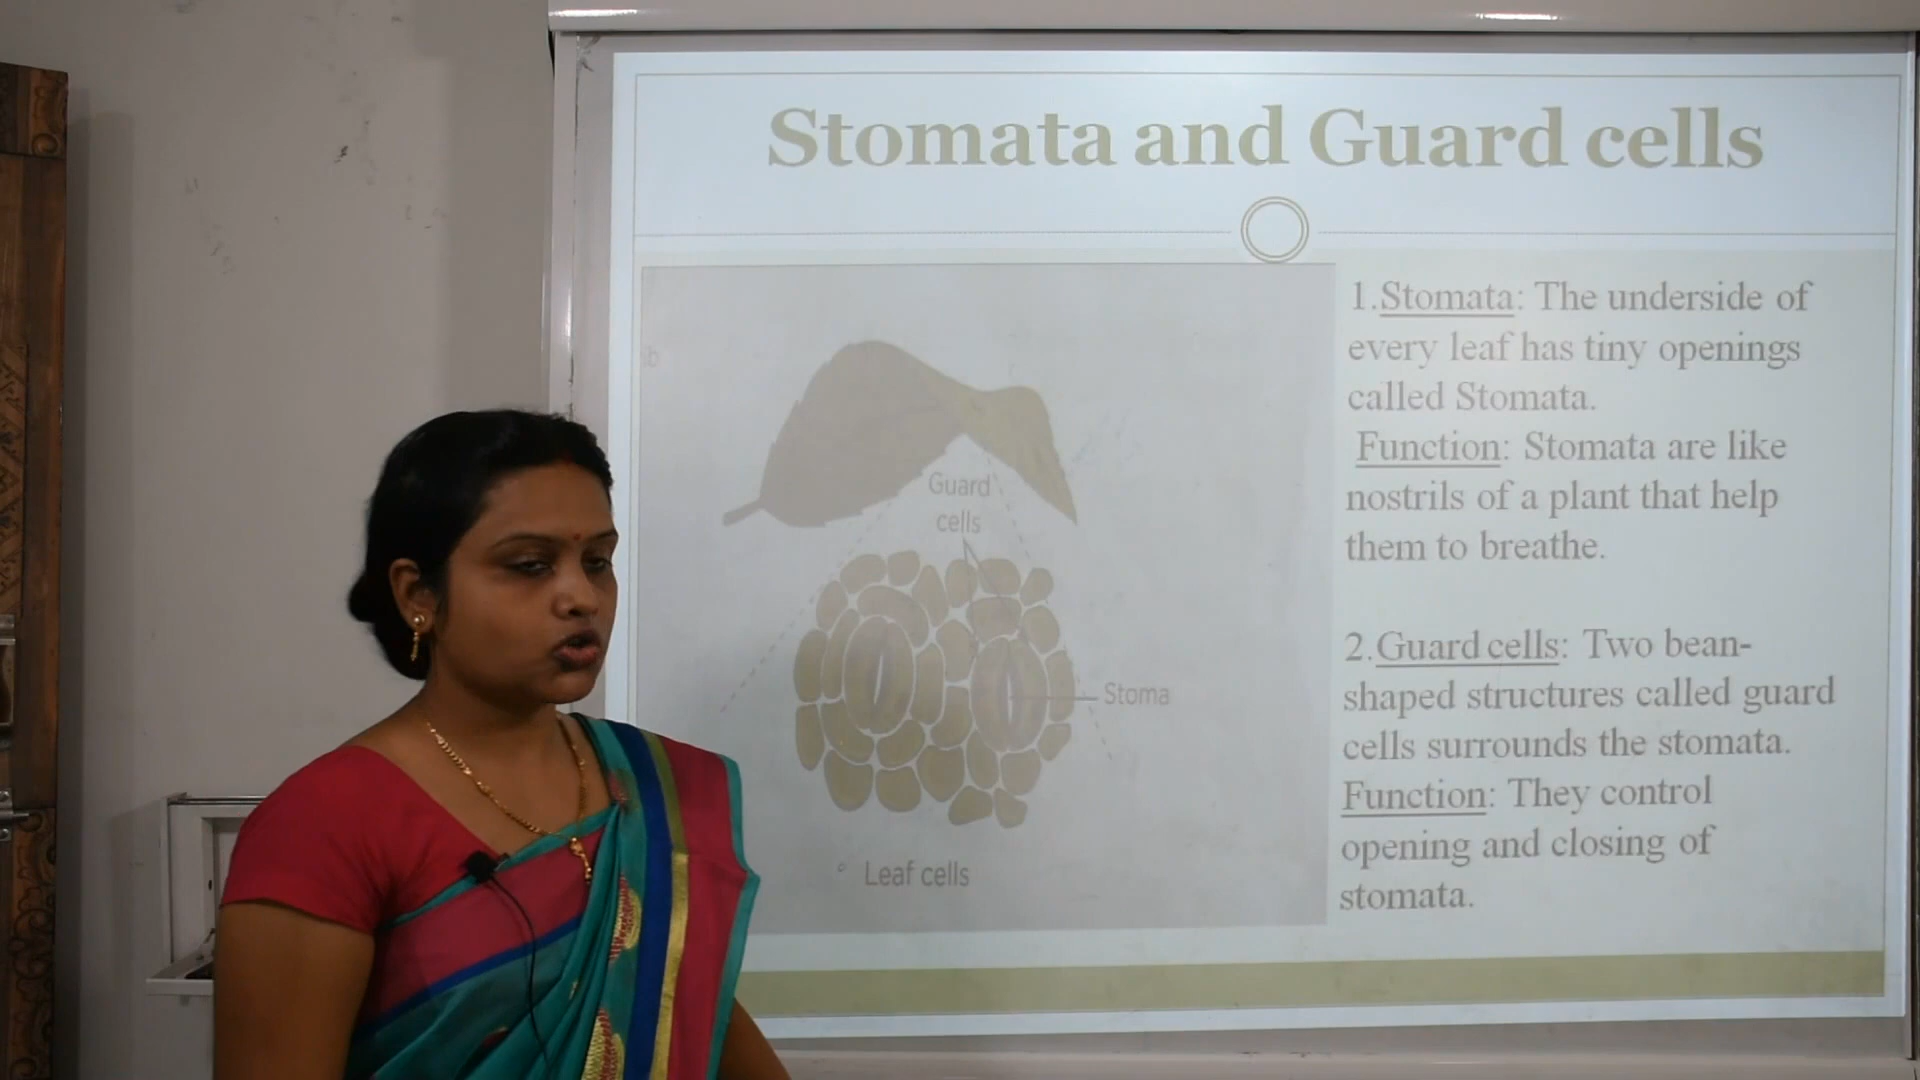 Stomata and Guard cells
1.Stomata: The underside of
every leaf has tiny openings
called Stomata.
Function: Stomata are like
nostrils of a plant that help
them to breathe.
2.Guard cells: Two bean-
shaped structures called guard
cells surrounds the stomata.
Function: They control
opening and closing of
stomata.
b
Guard
cells
Stoma
Leaf cells